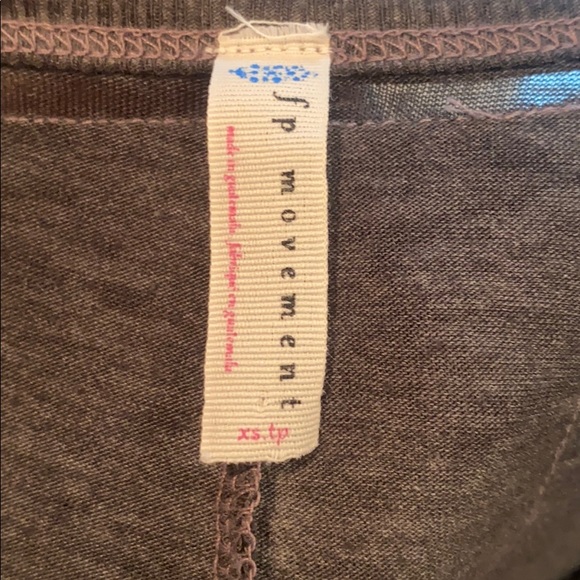 fp movement
made in guatemala fabriqué en guatemala
xs.tp